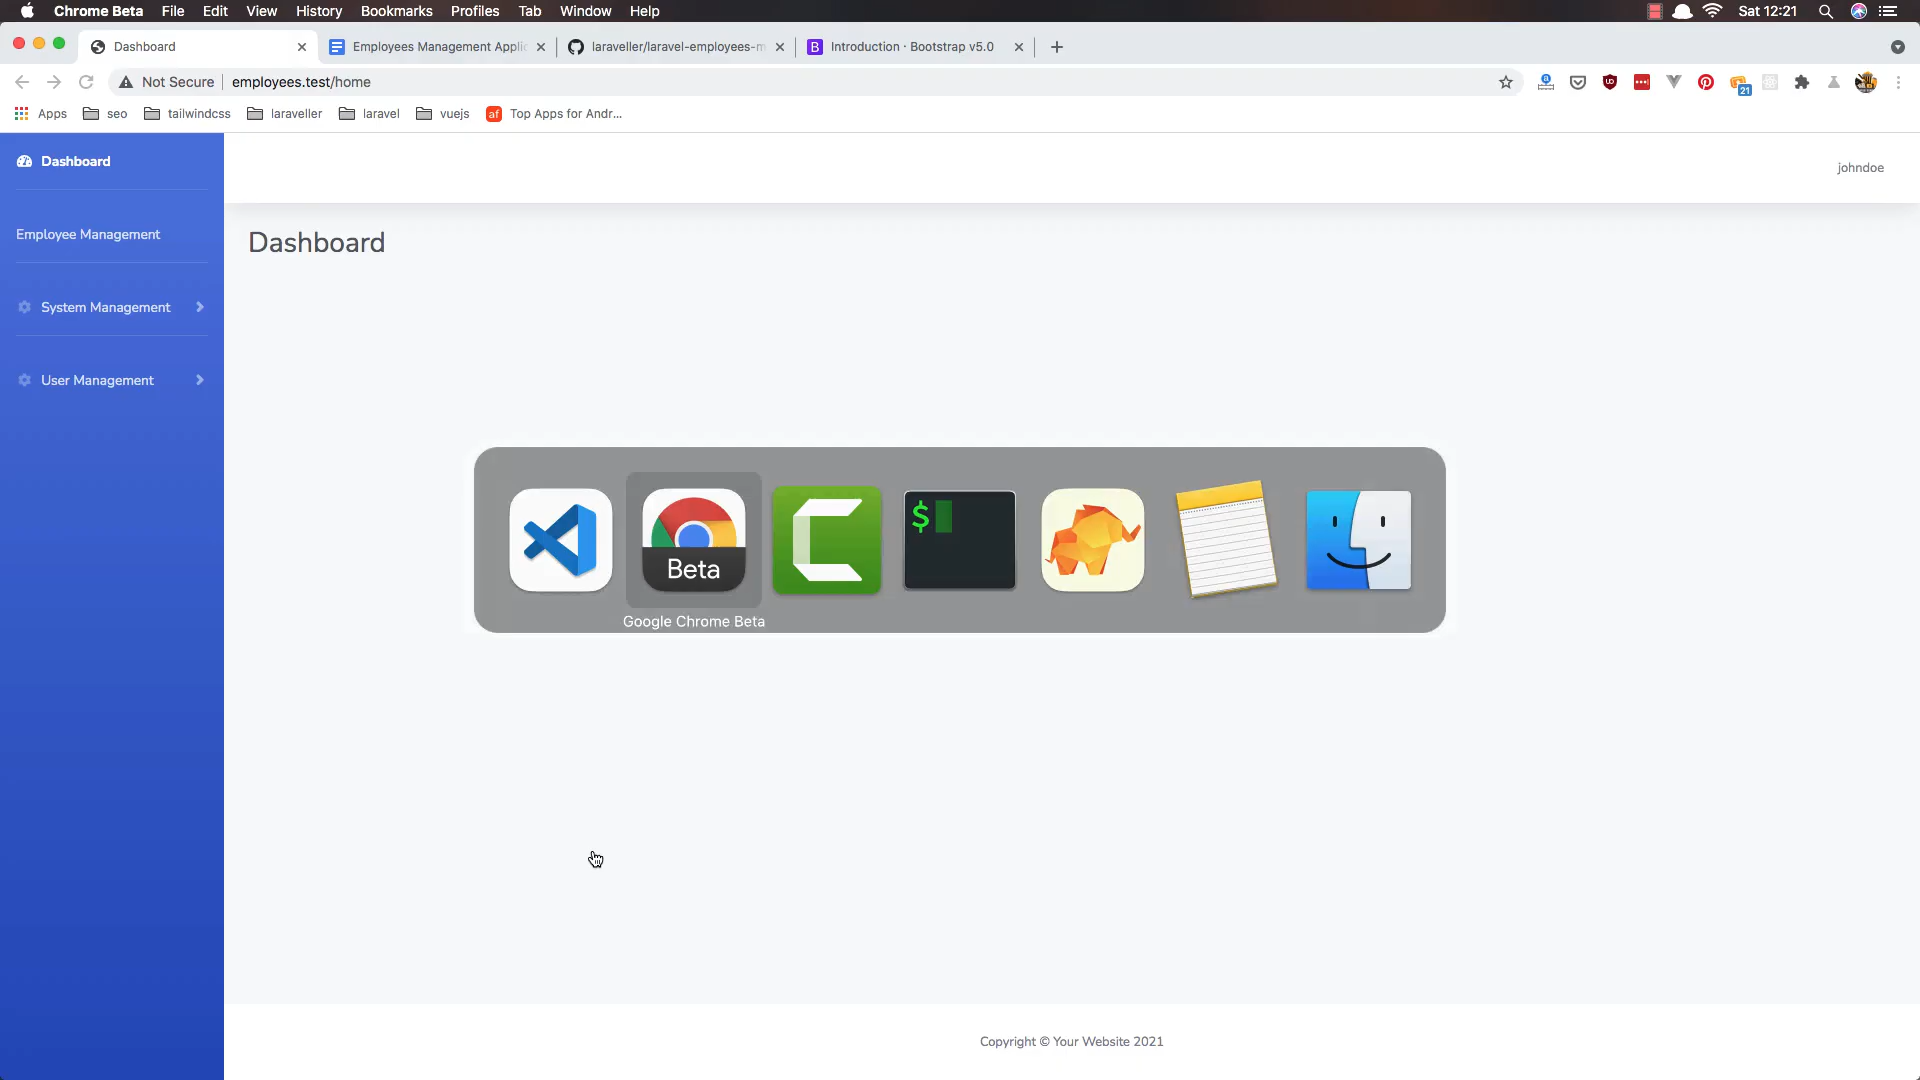 Chrome Beta File Edit View History Bookmarks Profiles Tab Window Help Sat 12:21
Dashboard Employees Management Applic laraveller/laravel-employees-m Introduction · Bootstrap v5.0
Not Secure employees.test/home 21
Apps seo tailwindcss laraveller laravel vuejs af Top Apps for Andr...
Dashboard
johndoe
Employee Management
Dashboard
System Management
User Management
$
Beta
Google Chrome Beta
Copyright © Your Website 2021